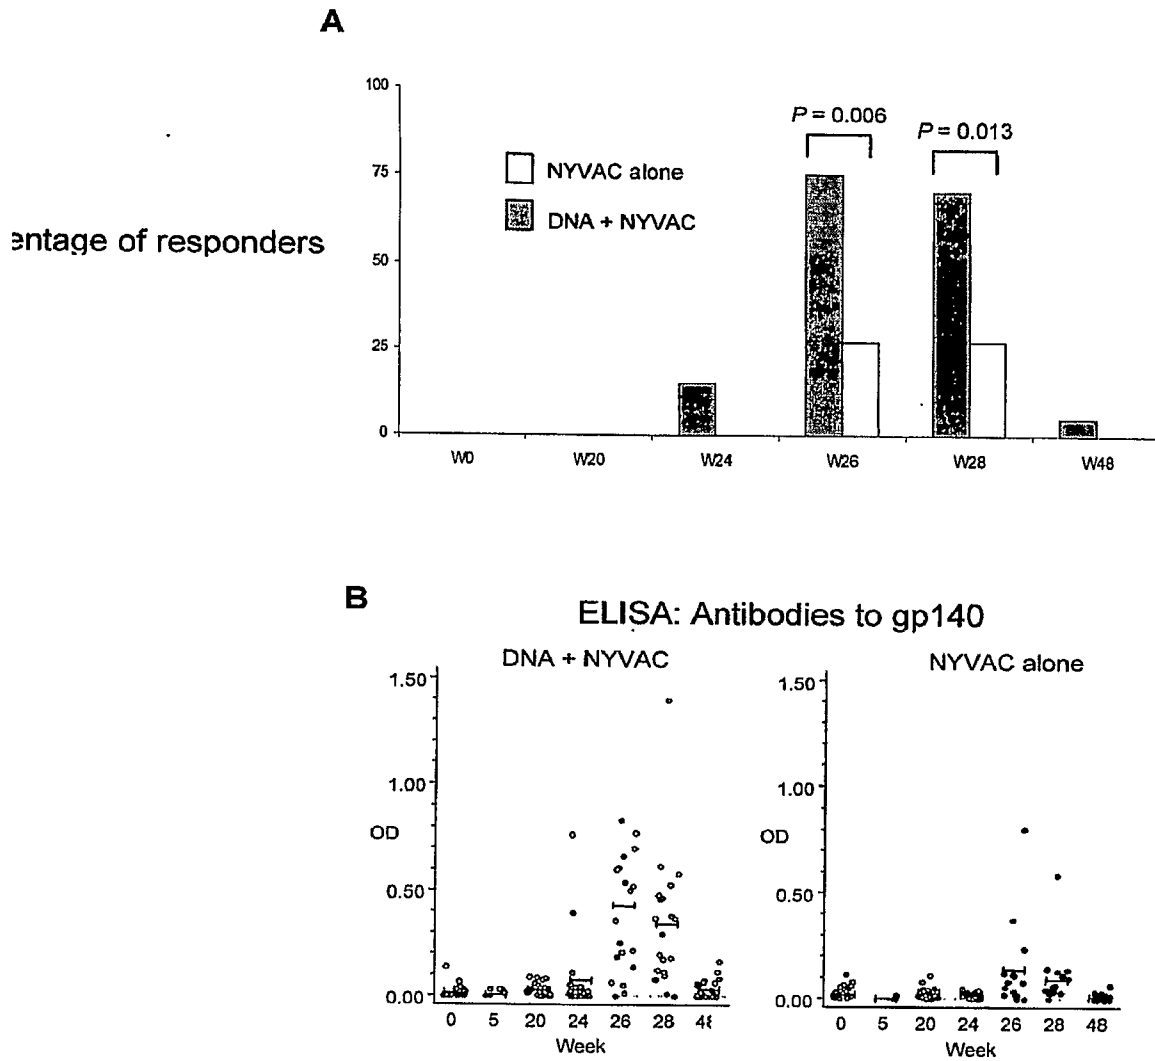 A
100
75
50
25
0
entage of responders
NYVAC alone
DNA + NYVAC
P = 0.006
P = 0.013
W0
W20
W24
W26
W28
W48
B
ELISA: Antibodies to gp140
DNA + NYVAC
1.50
1.00
OD
0.50
0.00
0 5 20 24 26 28 48
Week
NYVAC alone
1.50
1.00
OD
0.50
0.00
0 5 20 24 26 28 48
Week